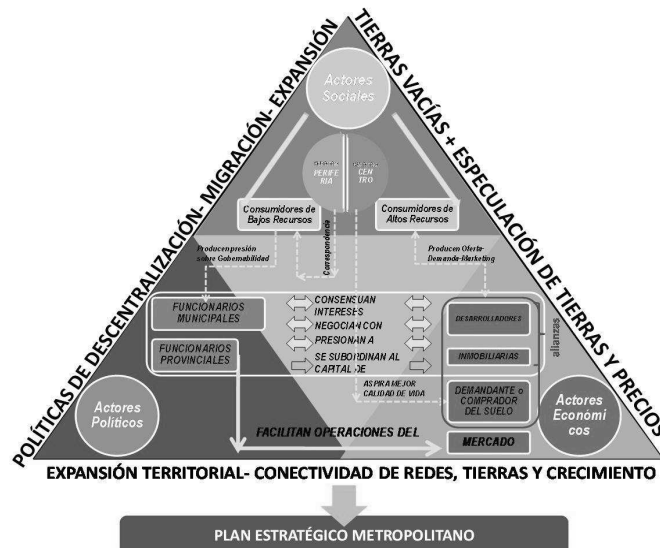 POLÍTICAS DE DESCENTRALIZACIÓN- MIGRACIÓN- EXPANSIÓN
TIERRAS VACÍAS + ESPECULACIÓN DE TIERRAS Y PRECIOS
Actores
Sociales
PERIFE
RIA
CE
NTRO
Consumidores de
Bajos Recursos
Consumidores de
Altos Recursos
Producen presión
sobre Gobernabilidad
Correspondencia
Producen Oferta-
Demanda-Marketing
FUNCIONARIOS
MUNICIPALES
FUNCIONARIOS
PROVINCIALES
CONSENSUAN
INTERESES
NEGOCIAN CON
PRESIONAN A
SE SUBORDINAN AL
CAPITAL DE
DESARROLLADORES
INMOBILIARIAS
alianzas
ASPIRA MEJOR
CALIDAD DE VIDA
DEMANDANTE o
COMPRADOR
DEL SUELO
Actores
Políticos
Actores
Económi
cos
FACILITAN OPERACIONES DEL
MERCADO
EXPANSIÓN TERRITORIAL- CONECTIVIDAD DE REDES, TIERRAS Y CRECIMIENTO
PLAN ESTRATÉGICO METROPOLITANO